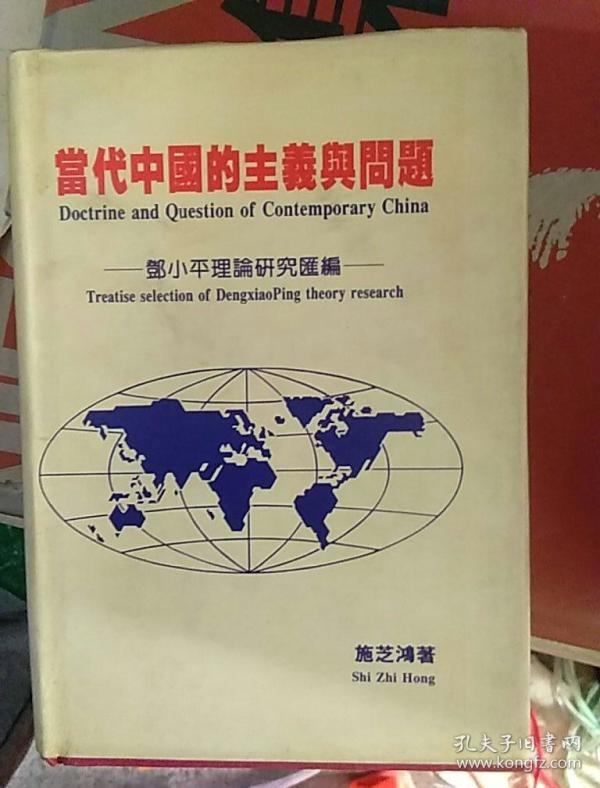 當代中國的主義與問題
Doctrine and Question of Contemporary China
——鄧小平理論研究匯編——
Treatise selection of DengxiaoPing theory research
施芝鴻著
Shi Zhi Hong
孔夫子旧書网
www.kongfz.com